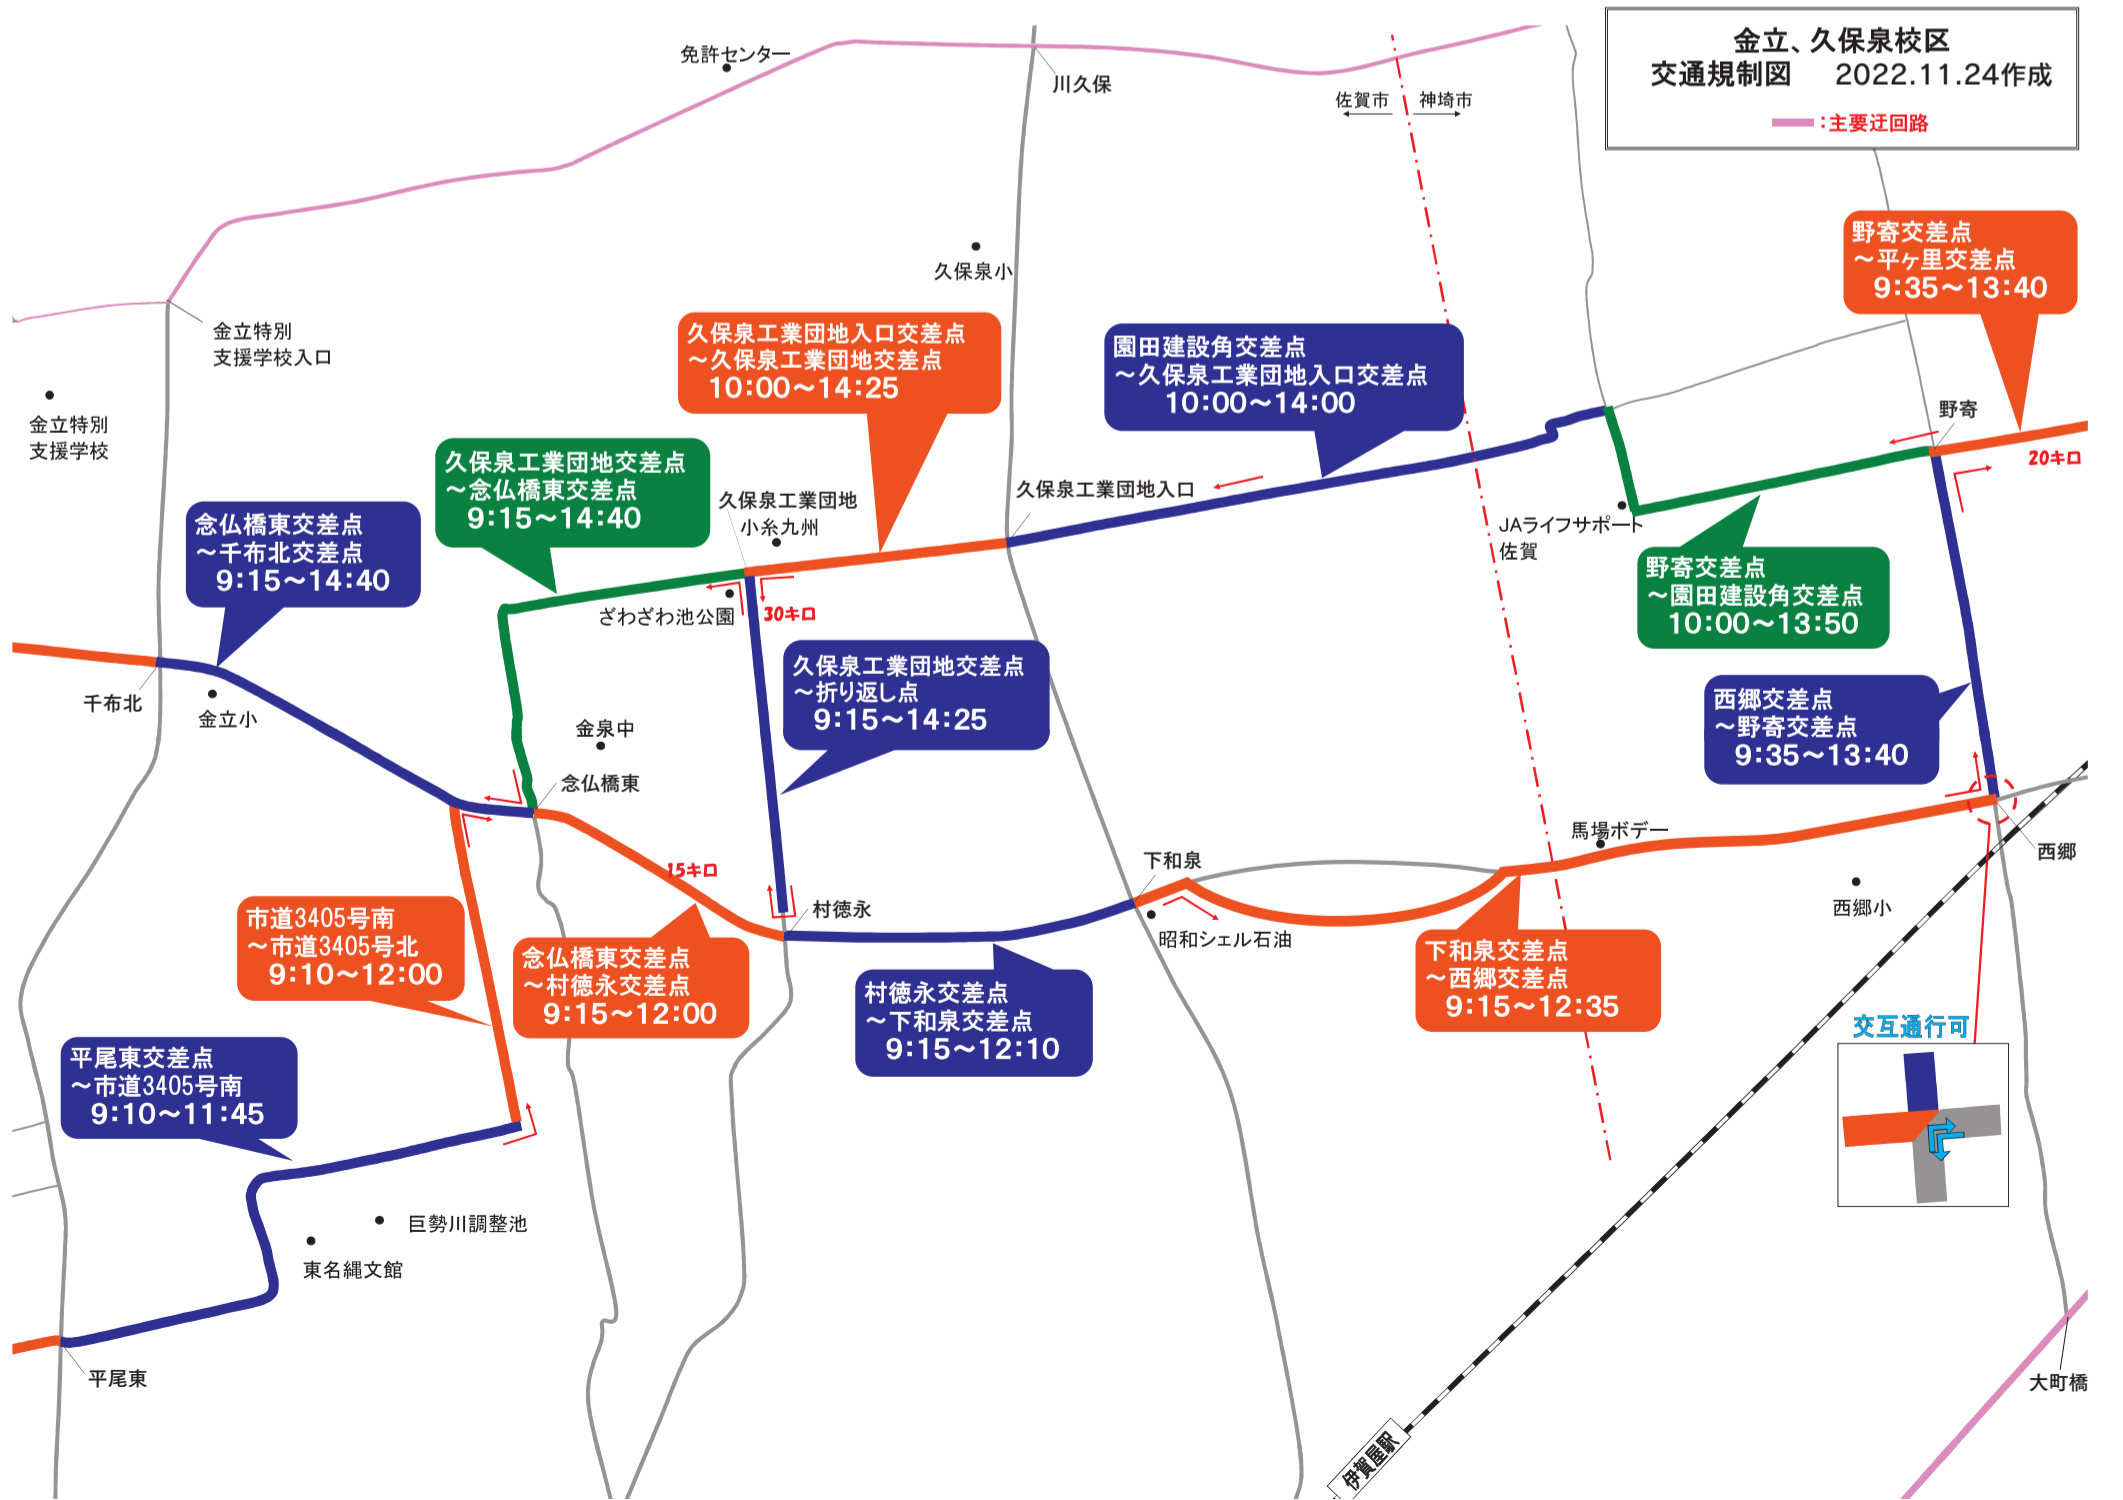 金立、久保泉校区
交通規制図 2022.11.24作成
:主要迂回路
免許センター
川久保
佐賀市 神埼市
久保泉小
野寄交差点
～平ヶ里交差点
9:35～13:40
金立特別
支援学校入口
金立特別
支援学校
久保泉工業団地入口交差点
～久保泉工業団地交差点
10:00～14:25
園田建設角交差点
～久保泉工業団地入口交差点
10:00～14:00
野寄
20キロ
久保泉工業団地交差点
～念仏橋東交差点
9:15～14:40
久保泉工業団地
小糸九州
久保泉工業団地入口
念仏橋東交差点
～千布北交差点
9:15～14:40
JAライフサポート
佐賀
野寄交差点
～園田建設角交差点
10:00～13:50
ざわざわ池公園
30キロ
久保泉工業団地交差点
～折り返し点
9:15～14:25
千布北
金立小
金泉中
念仏橋東
西郷交差点
～野寄交差点
9:35～13:40
馬場ボデー
西郷
15キロ
下和泉
村徳永
昭和シェル石油
西郷小
市道3405号南
～市道3405号北
9:10～12:00
念仏橋東交差点
～村徳永交差点
9:15～12:00
村徳永交差点
～下和泉交差点
9:15～12:10
下和泉交差点
～西郷交差点
9:15～12:35
交互通行可
平尾東交差点
～市道3405号南
9:10～11:45
巨勢川調整池
東名縄文館
平尾東
大町橋
伊賀屋駅